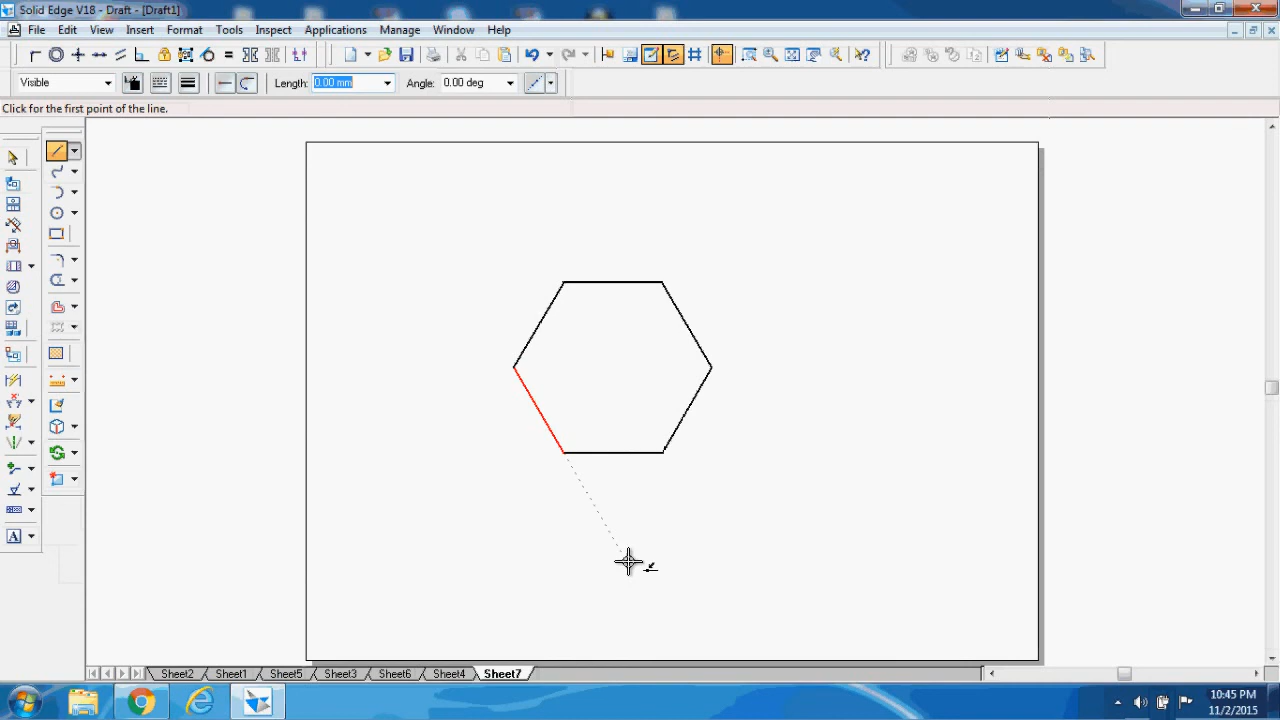 Solid Edge V18 - Draft - [Draft1]
File Edit View Insert Format Tools Inspect Applications Manage Window Help
Visible Length: 0.00 mm Angle: 0.00 deg
Click for the first point of the line.
A
Sheet2 Sheet1 Sheet5 Sheet3 Sheet6 Sheet4 Sheet7
10:45 PM
11/2/2015